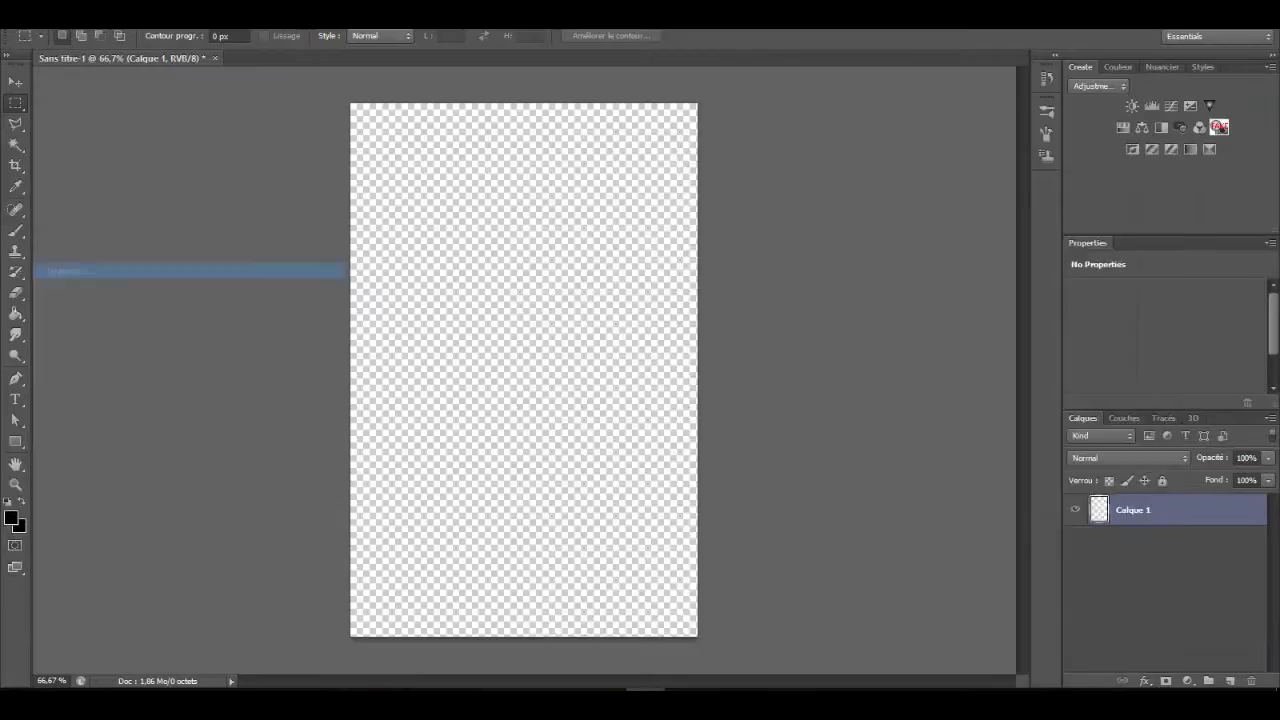 Contour progr. : 0 px Lissage Style : Normal L : H: Améliorer le contour... Essentials
Sans titre-1 @ 66,7% (Calque 1, RVB/8) * ×
Create Couleur Nuancier Styles
Adjustme...
Properties
No Properties
Calques Couches Tracés 3D
Kind
Normal Opacité : 100%
Verrou : Fond : 100%
Calque 1
66,67 % Doc : 1,86 Mo/0 octets